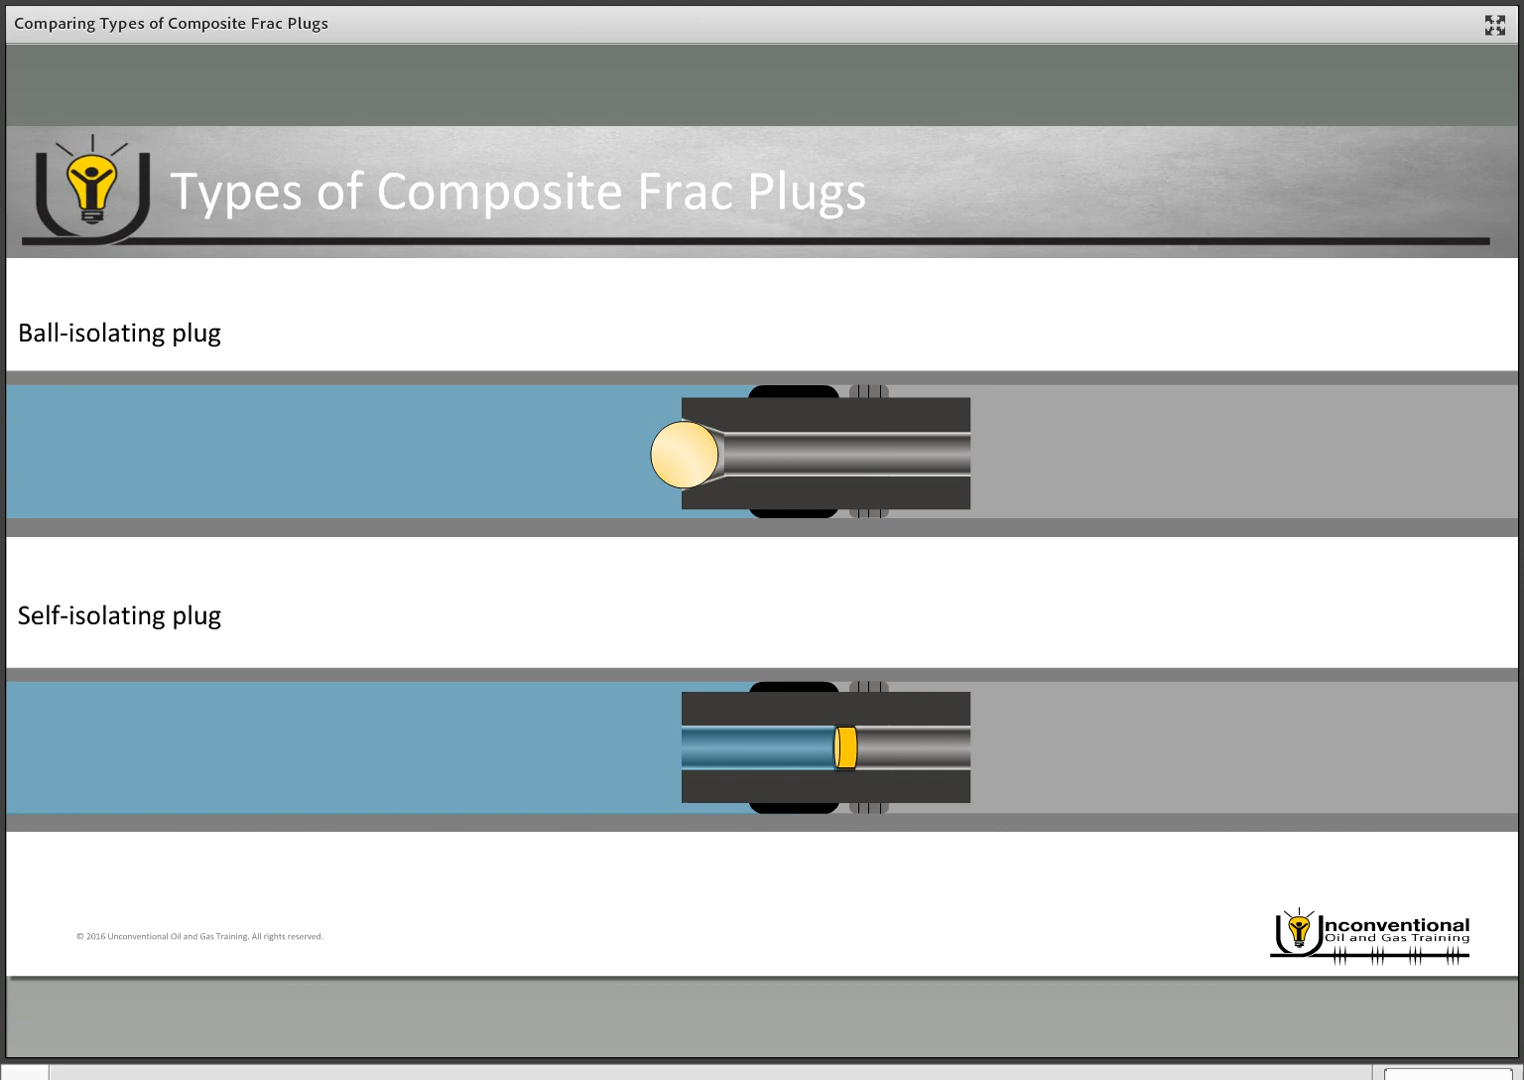 Comparing Types of Composite Frac Plugs
Types of Composite Frac Plugs
Ball-isolating plug
Self-isolating plug
© 2016 Unconventional Oil and Gas Training. All rights reserved.
Unconventional
Oil and Gas Training